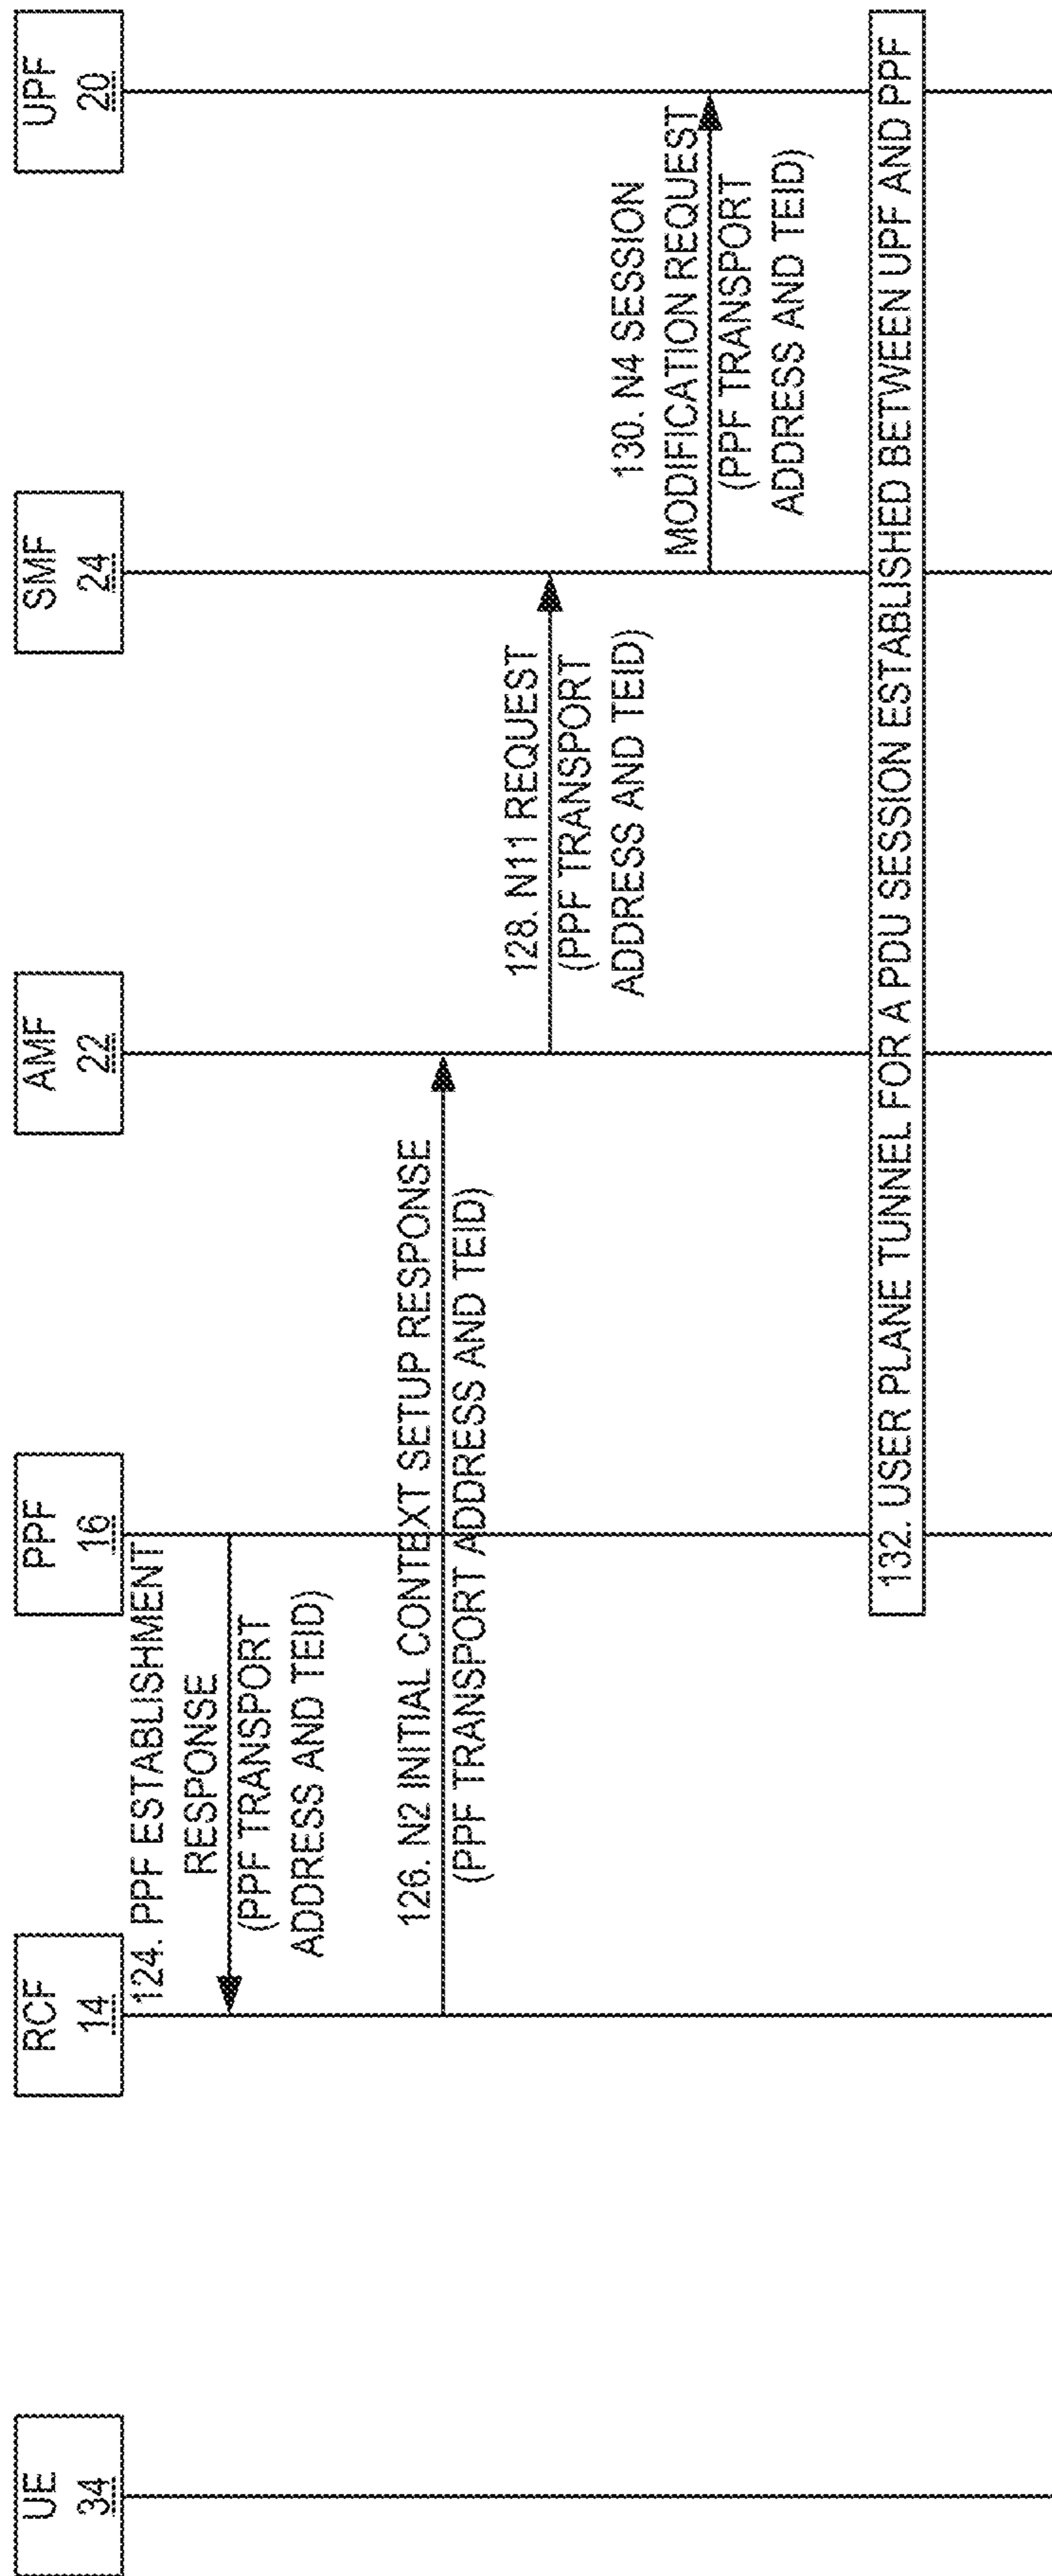 UE
34
RCF
14
PPF
16
AMF
22
SMF
24
UPF
20
124. PPF ESTABLISHMENT
RESPONSE
(PPF TRANSPORT
ADDRESS AND TEID)
126. N2 INITIAL CONTEXT SETUP RESPONSE
(PPF TRANSPORT ADDRESS AND TEID)
128. N11 REQUEST
(PPF TRANSPORT
ADDRESS AND TEID)
130. N4 SESSION
MODIFICATION REQUEST
(PPF TRANSPORT
ADDRESS AND TEID)
132. USER PLANE TUNNEL FOR A PDU SESSION ESTABLISHED BETWEEN UPF AND PPF